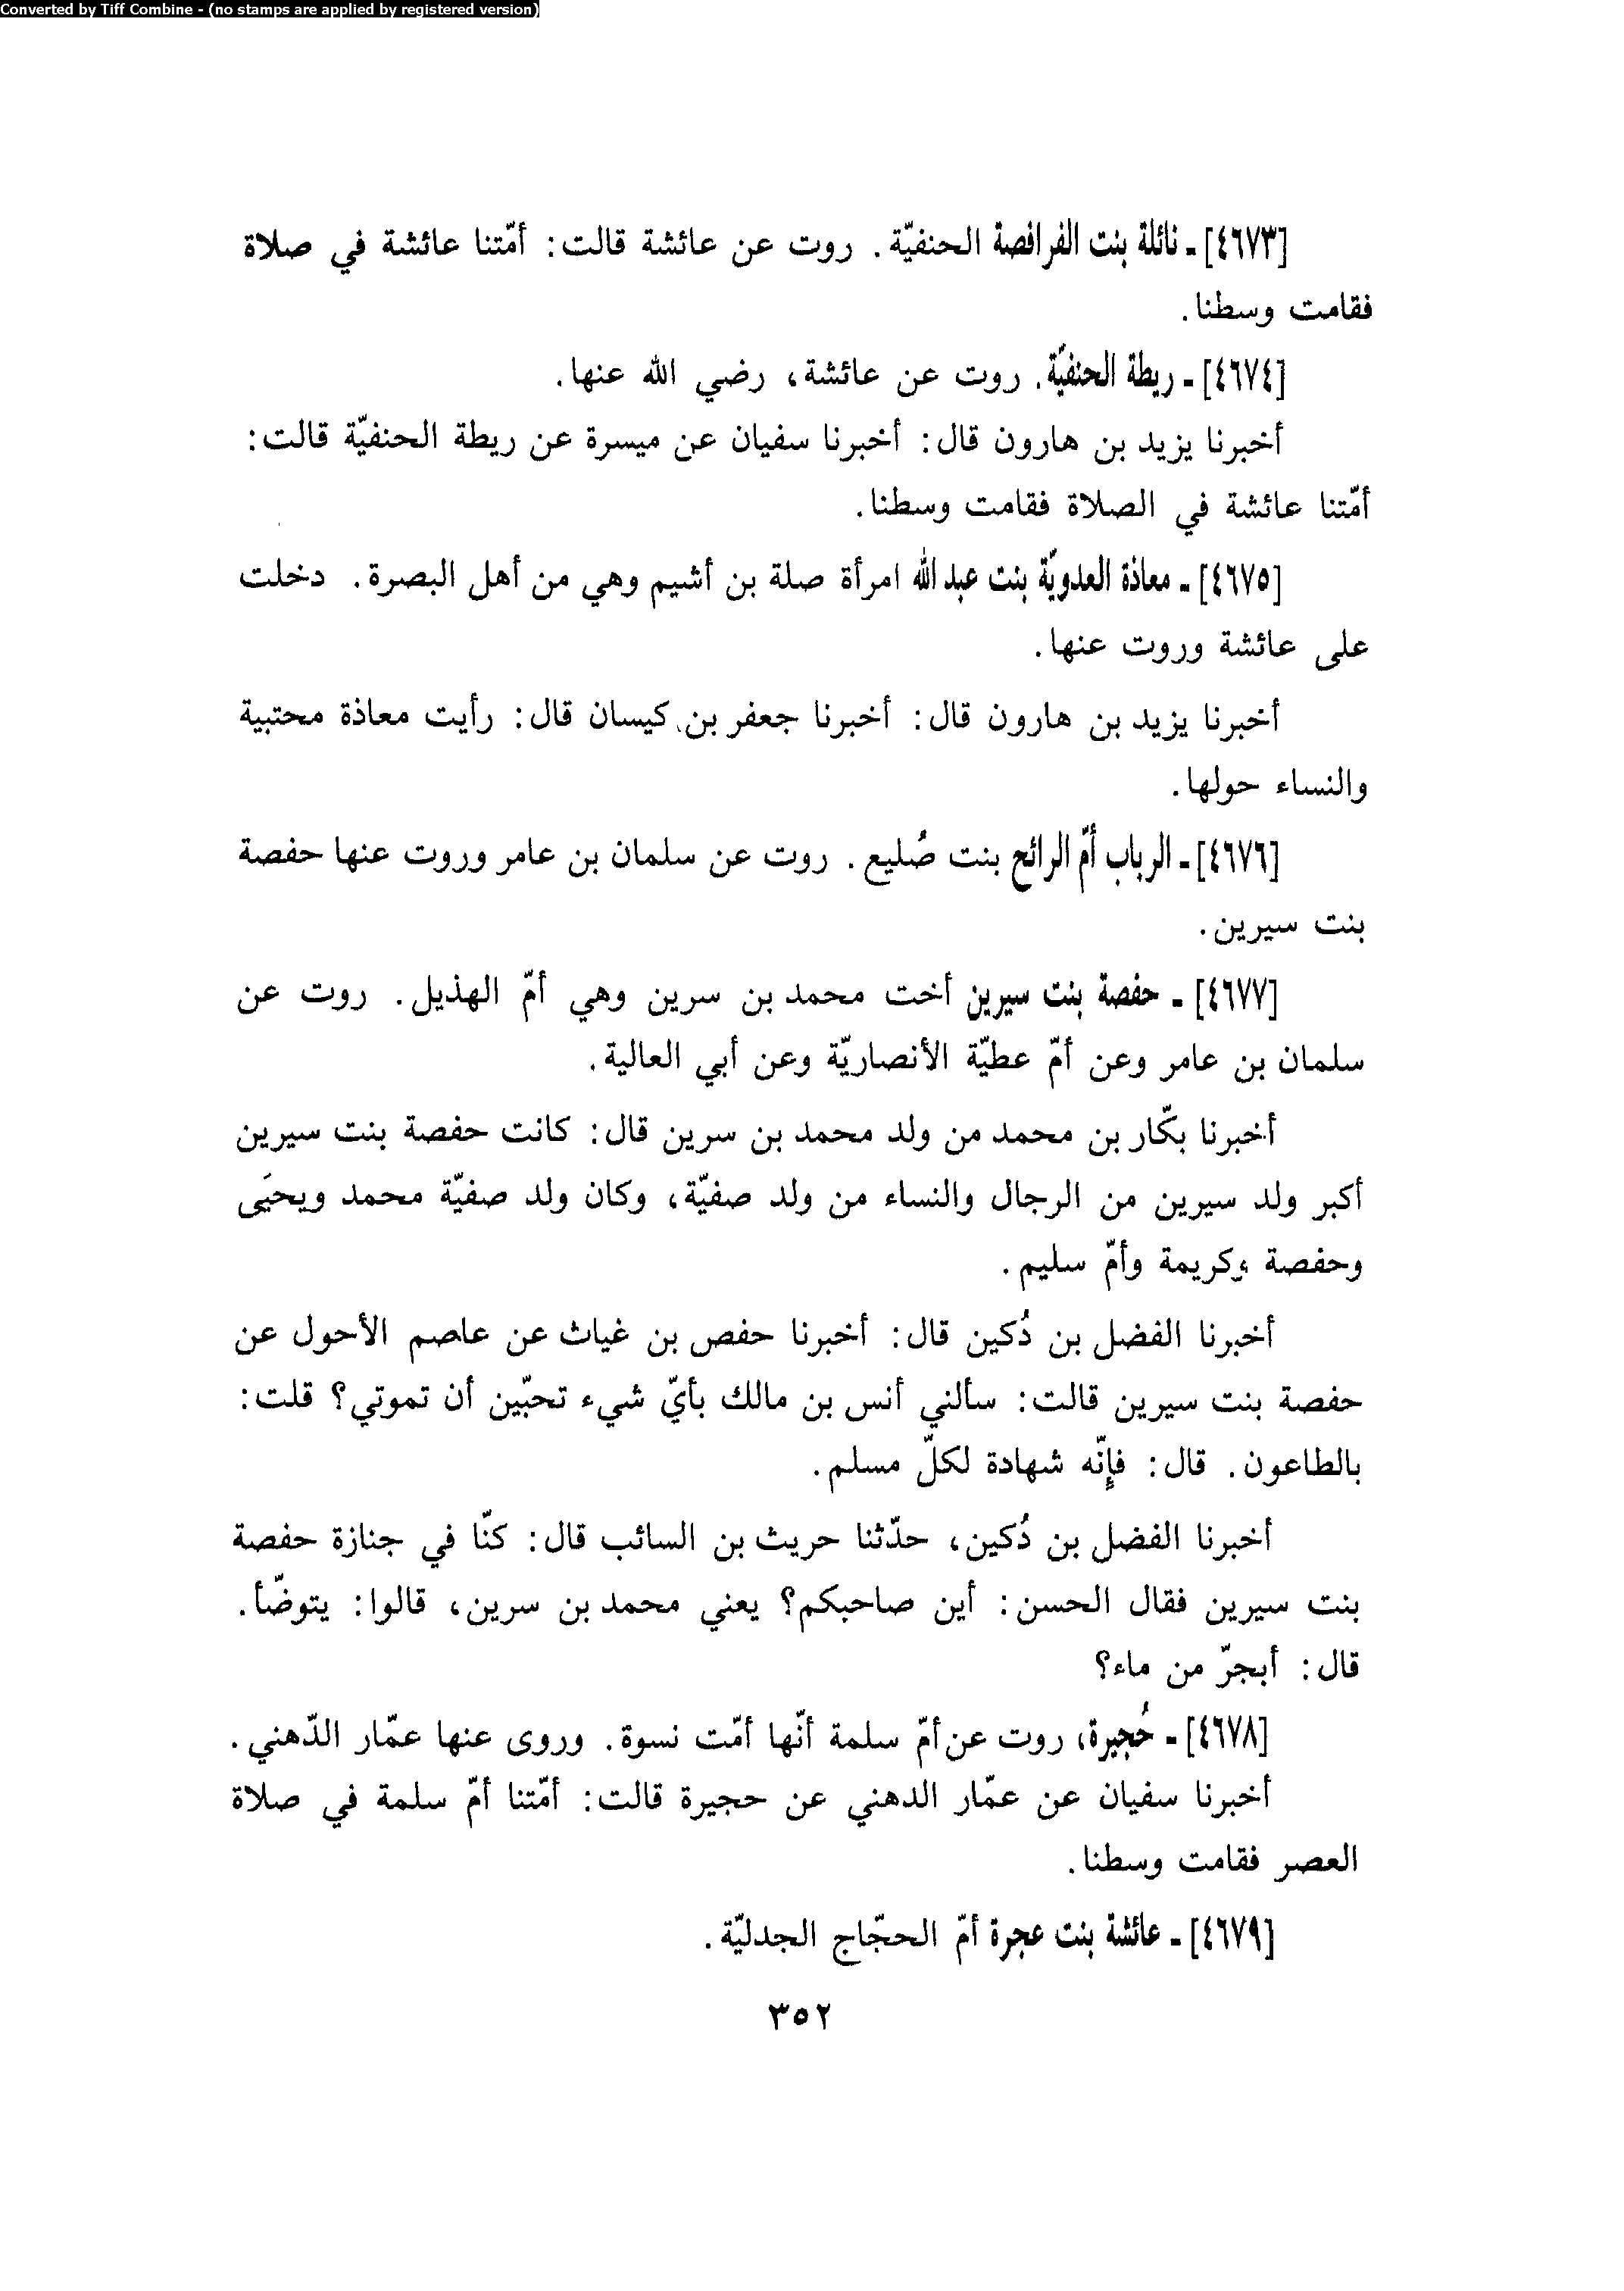 Converted by Tiff Combine - (no stamps are applied by registered version)
[٤٦٧٣] ـ نائلة بنت الفرافصة الحنفيّة. روت عن عائشة قالت: أمّتنا عائشة في صلاة
فقامت وسطنا.
[٤٦٧٤] ـ ريطة الحنفيّة. روت عن عائشة، رضي الله عنها.
أخبرنا يزيد بن هارون قال: أخبرنا سفيان عن ميسرة عن ريطة الحنفيّة قالت:
أمّتنا عائشة في الصلاة فقامت وسطنا.
[٤٦٧٥] ـ معاذة العدويّة بنت عبد الله امرأة صلة بن أشيم وهي من أهل البصرة. دخلت
على عائشة وروت عنها.
أخبرنا يزيد بن هارون قال: أخبرنا جعفر بن كيسان قال: رأيت معاذة محتبية
والنساء حولها.
[٤٦٧٦] ـ الرباب أمّ الرائح بنت صُليع. روت عن سلمان بن عامر وروت عنها حفصة
بنت سيرين.
[٤٦٧٧] ـ حفصة بنت سيرين أخت محمد بن سرين وهي أمّ الهذيل. روت عن
سلمان بن عامر وعن أمّ عطيّة الأنصاريّة وعن أبي العالية.
أخبرنا بكّار بن محمد من ولد محمد بن سرين قال: كانت حفصة بنت سيرين
أكبر ولد سيرين من الرجال والنساء من ولد صفيّة، وكان ولد صفيّة محمد ويحيَى
وحفصة وكريمة وأمّ سليم.
أخبرنا الفضل بن دُكين قال: أخبرنا حفص بن غياث عن عاصم الأحول عن
حفصة بنت سيرين قالت: سألني أنس بن مالك بأيّ شيء تحبّين أن تموتي؟ قلت:
بالطاعون. قال: فإنّه شهادة لكلّ مسلم.
أخبرنا الفضل بن دُكين، حدّثنا حريث بن السائب قال: كنّا في جنازة حفصة
بنت سيرين فقال الحسن: أين صاحبكم؟ يعني محمد بن سرين، قالوا: يتوضّأ.
قال: أبجرّ من ماء؟
[٤٦٧٨] ـ حُجيرة، روت عن أمّ سلمة أنّها أمّت نسوة. وروى عنها عمّار الدّهني.
أخبرنا سفيان عن عمّار الدهني عن حجيرة قالت: أمّتنا أمّ سلمة في صلاة
العصر فقامت وسطنا.
[٤٦٧٩] ـ عائشة بنت عجرة أمّ الحجّاج الجدليّة.
٣٥٢